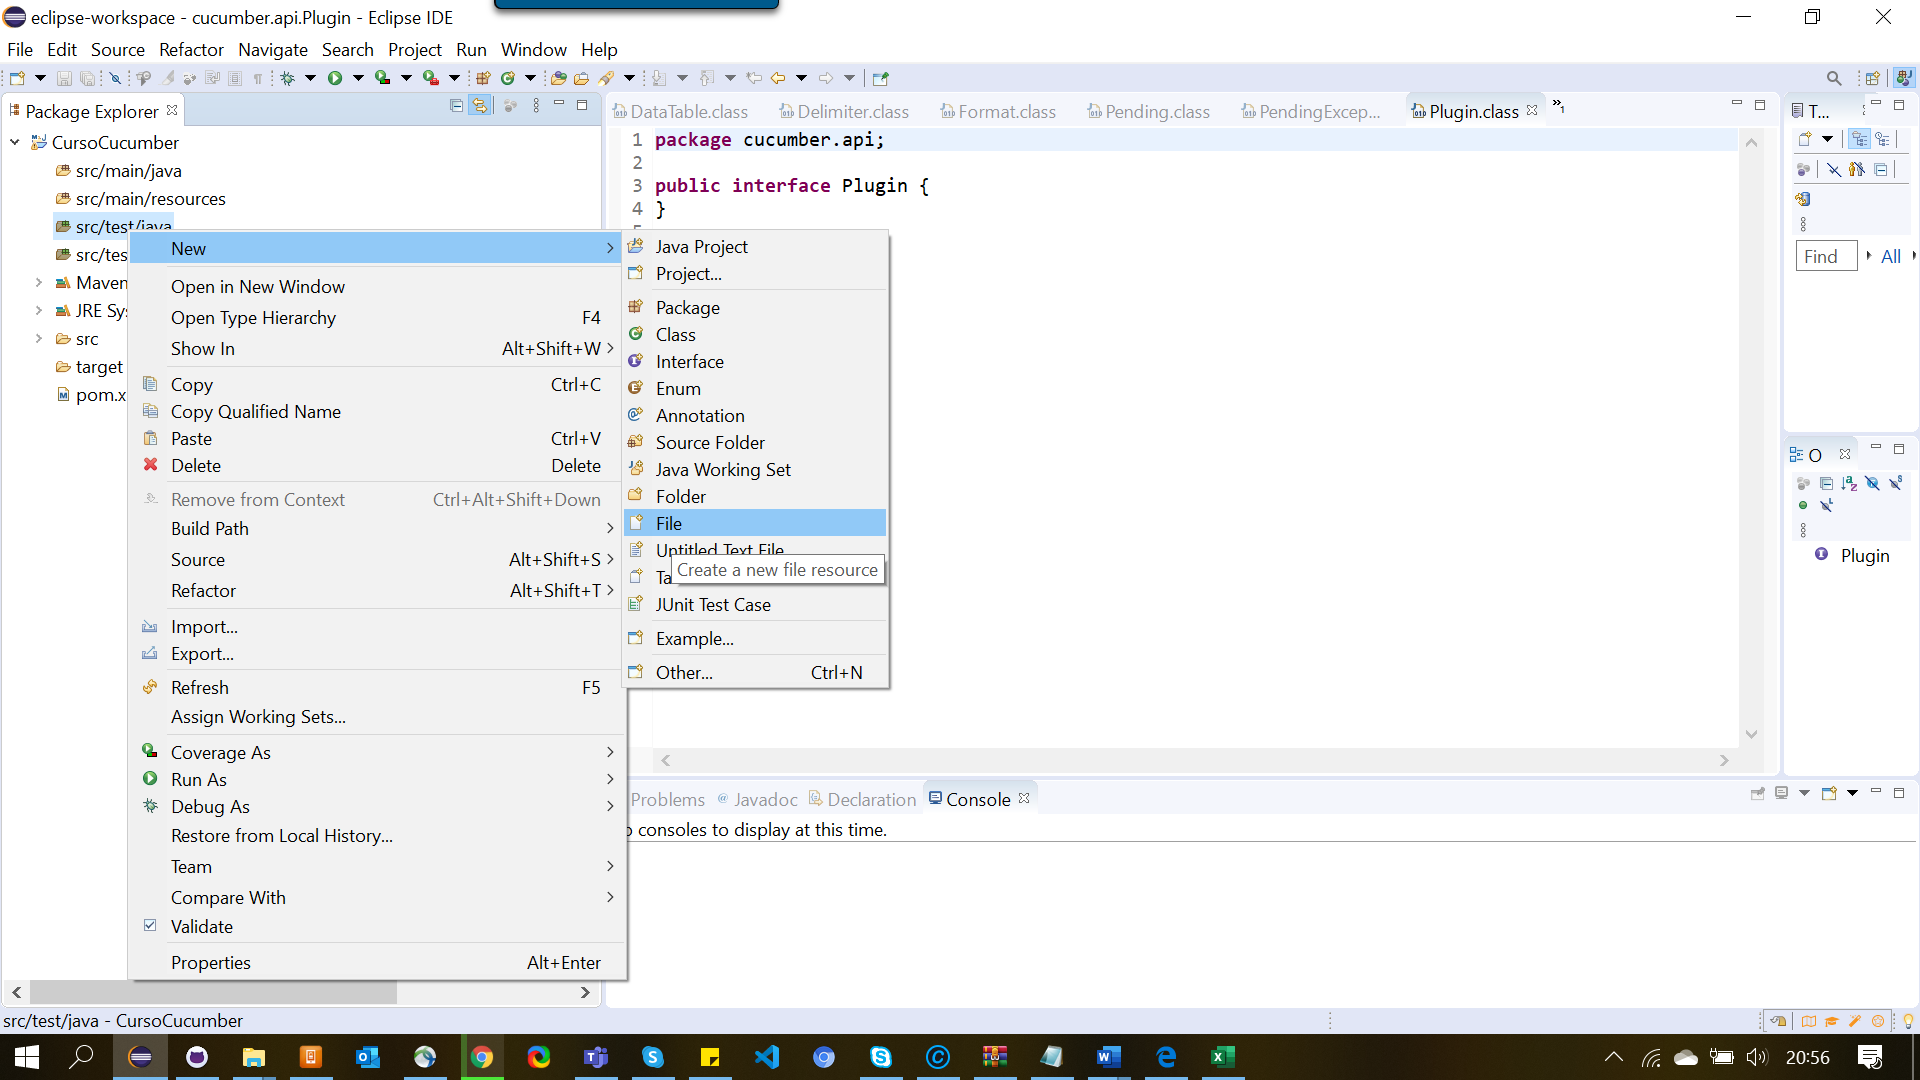 eclipse-workspace - cucumber.api.Plugin - Eclipse IDE
File Edit Source Refactor Navigate Search Project Run Window Help
Package Explorer
CursoCucumber
src/main/java
src/main/resources
src/test/java
src/tes
Maven
JRE Sys
src
target
pom.x
New
Open in New Window
Open Type Hierarchy F4
Show In Alt+Shift+W
Copy Ctrl+C
Copy Qualified Name
Paste Ctrl+V
Delete Delete
Remove from Context Ctrl+Alt+Shift+Down
Build Path
Source Alt+Shift+S
Refactor Alt+Shift+T
Import...
Export...
Refresh F5
Assign Working Sets...
Coverage As
Run As
Debug As
Restore from Local History...
Team
Compare With
Validate
Properties Alt+Enter
Java Project
Project...
Package
Class
Interface
Enum
Annotation
Source Folder
Java Working Set
Folder
File
Untitled Text File
Create a new file resource
Ta
JUnit Test Case
Example...
Other... Ctrl+N
DataTable.class Delimiter.class Format.class Pending.class PendingExcep... Plugin.class »1
1 package cucumber.api;
2
3 public interface Plugin {
4 }
T...
Find All
O
Plugin
Problems @ Javadoc Declaration Console
consoles to display at this time.
src/test/java - CursoCucumber
20:56